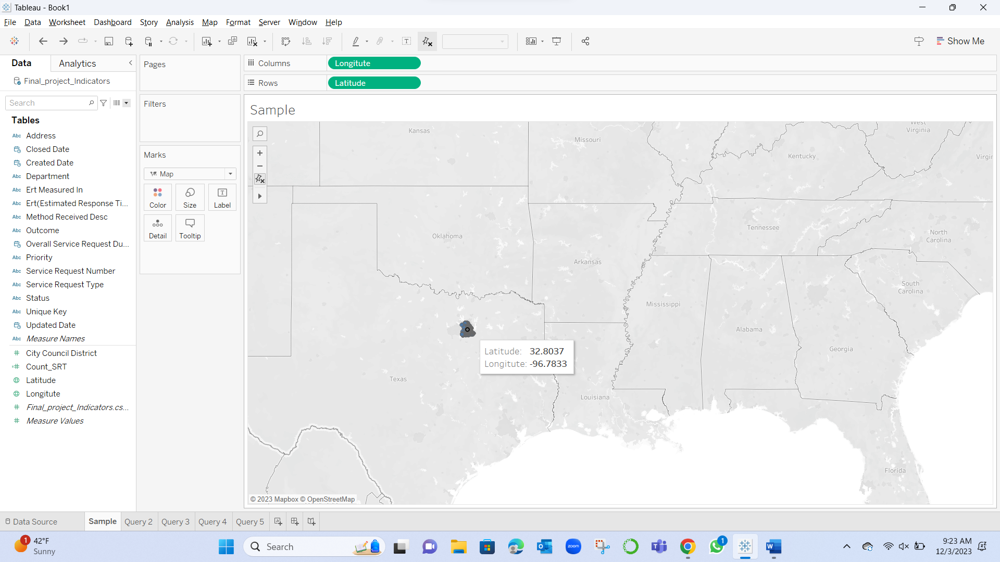 Tableau - Book1
File Data Worksheet Dashboard Story Analysis Map Format Server Window Help
Show Me
Data Analytics
Final_project_Indicators
Search
Tables
Abc Address
Closed Date
Created Date
Abc Department
Abc Ert Measured In
Abc Ert(Estimated Response Ti...
Abc Method Received Desc
Abc Outcome
Overall Service Request Du...
Abc Priority
Abc Service Request Number
Abc Service Request Type
Abc Status
Abc Unique Key
Updated Date
Abc Measure Names
City Council District
Count_SRT
Latitude
Longitute
Final_project_Indicators.cs...
Measure Values
Pages
Filters
Marks
Map
Color Size Label
Detail Tooltip
Columns Longitute
Rows Latitude
Sample
Kansas
Missouri
West
Virginia
Kentucky
Virgin
Oklahoma
Tennessee
North
Carolina
Arkansas
South
Carolina
Mississippi
Alabama
Georgia
Latitude: 32.8037
Longitute: -96.7833
Texas
Louisiana
Florida
© 2023 Mapbox © OpenStreetMap
Data Source Sample Query 2 Query 3 Query 4 Query 5
1
42°F
Sunny
Search
zoom
1
9:23 AM
12/3/2023